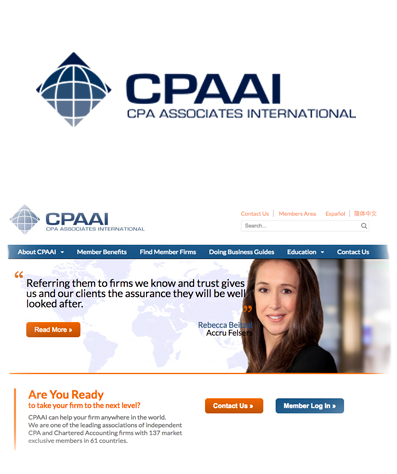 CPAAI
CPA ASSOCIATES INTERNATIONAL
CPAAI
CPA ASSOCIATES INTERNATIONAL
Contact Us | Members Area Español | 简体中文
Search...
About CPAAI Member Benefits Find Member Firms Doing Business Guides Education Contact Us
“
Referring them to firms we know and trust gives
us and our clients the assurance they will be well
looked after.
”
Read More »
Rebecca
Accru
Are You Ready
to take your firm to the next level?
Contact Us »
Member Log In »
CPAAI can help your firm anywhere in the world.
We are one of the leading associations of independent
CPA and Chartered Accounting firms with 137 market
exclusive members in 61 countries.